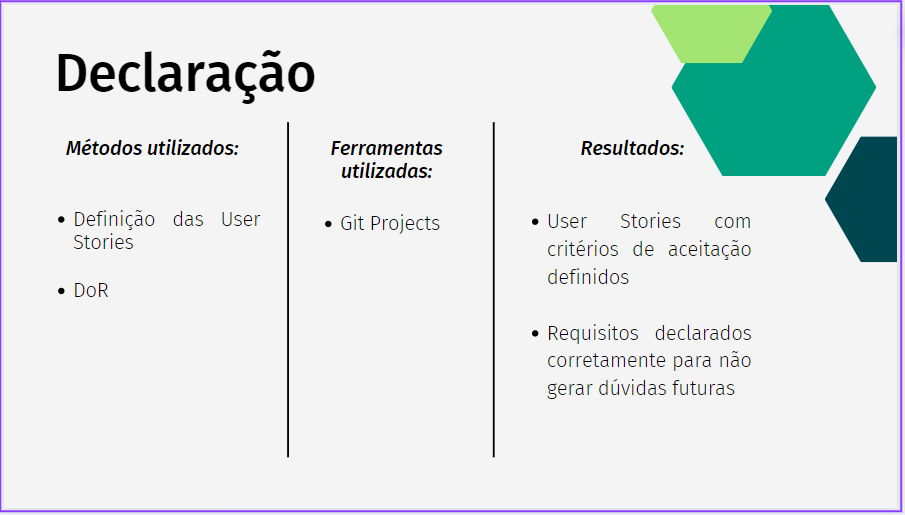 Declaração
Métodos utilizados:
• Definição das User
Stories
• DoR
Ferramentas
utilizadas:
• Git Projects
Resultados:
• User Stories com
critérios de aceitação
definidos
• Requisitos declarados
corretamente para não
gerar dúvidas futuras